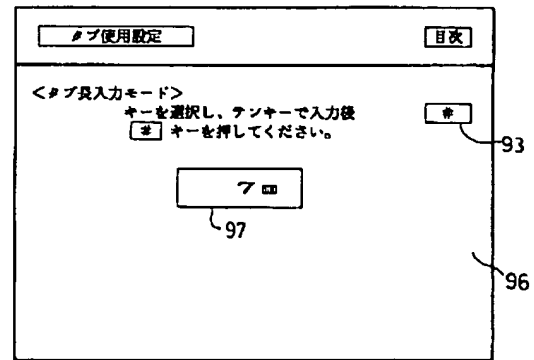 タブ使用設定 目次
<タブ長入力モード>
キーを選択し、テンキーで入力後 #
# キーを押してください。
93
7 ㎜
97
96